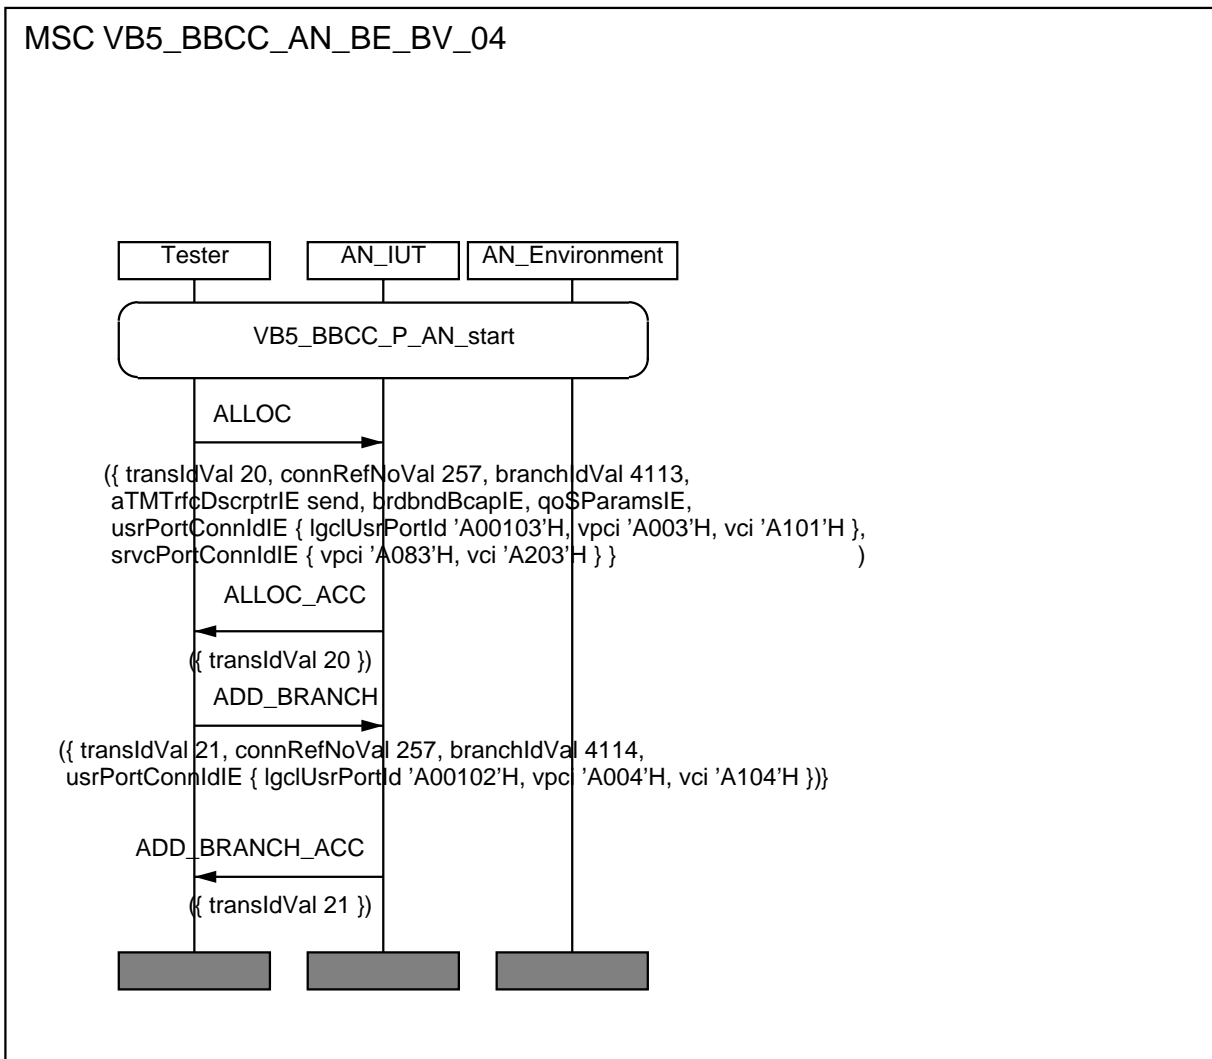 MSC VB5_BBCC_AN_BE_BV_04
Tester AN_IUT AN_Environment
VB5_BBCC_P_AN_start
ALLOC
({ transIdVal 20, connRefNoVal 257, branchIdVal 4113,
aTMTrfcDscrptrIE send, brdbndBcapIE, qoSParamsIE,
usrPortConnIdIE { lgclUsrPortId ’A00103’H, vpci ’A003’H, vci ’A101’H },
srvcPortConnIdIE { vpci ’A083’H, vci ’A203’H } } )
ALLOC_ACC
({ transIdVal 20 })
ADD_BRANCH
({ transIdVal 21, connRefNoVal 257, branchIdVal 4114,
usrPortConnIdIE { lgclUsrPortId ’A00102’H, vpci ’A004’H, vci ’A104’H })}
ADD_BRANCH_ACC
({ transIdVal 21 })